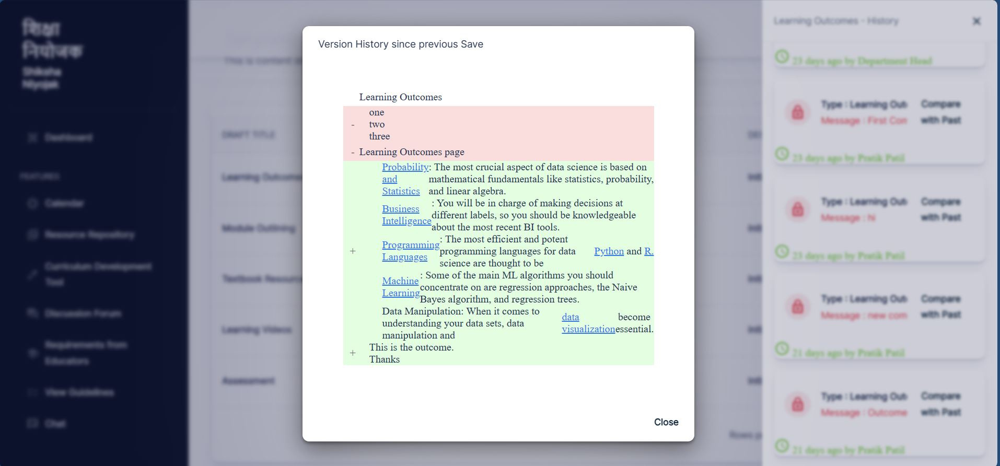 शिक्षा
नियोजक
Shiksha
Niyojak
Dashboard
FEATURES
Calendar
Resource Repository
Curriculum Development
Tool
Discussion Forum
Requirements from
Educators
View Guidelines
Chat
This is content
DRAFT TITLE
Learning Outcomes
Module Outlining
Textbook Resource
Learning Videos
Assessment
Rows
Version History since previous Save
Learning Outcomes
one
- two
three
- Learning Outcomes page
Probability and Statistics : The most crucial aspect of data science is based on
mathematical fundamentals like statistics, probability,
and linear algebra.
Business Intelligence : You will be in charge of making decisions at
different labels, so you should be knowledgeable
about the most recent BI tools.
+ Programming Languages : The most efficient and potent
programming languages for data
science are thought to be Python and R.
Machine Learning : Some of the main ML algorithms you should
concentrate on are regression approaches, the Naive
Bayes algorithm, and regression trees.
Data Manipulation: When it comes to
understanding your data sets, data
manipulation and data visualization become essential.
+ This is the outcome.
Thanks
Close
Learning Outcomes - History
23 days ago by Department Head
Type : Learning Out Compare
Message : First Com with Past
23 days ago by Pratik Patil
Type : Learning Out Compare
Message : hi with Past
23 days ago by Pratik Patil
Type : Learning Out Compare
Message : new com with Past
21 days ago by Pratik Patil
Type : Learning Out Compare
Message : Outcome with Past
21 days ago by Pratik Patil